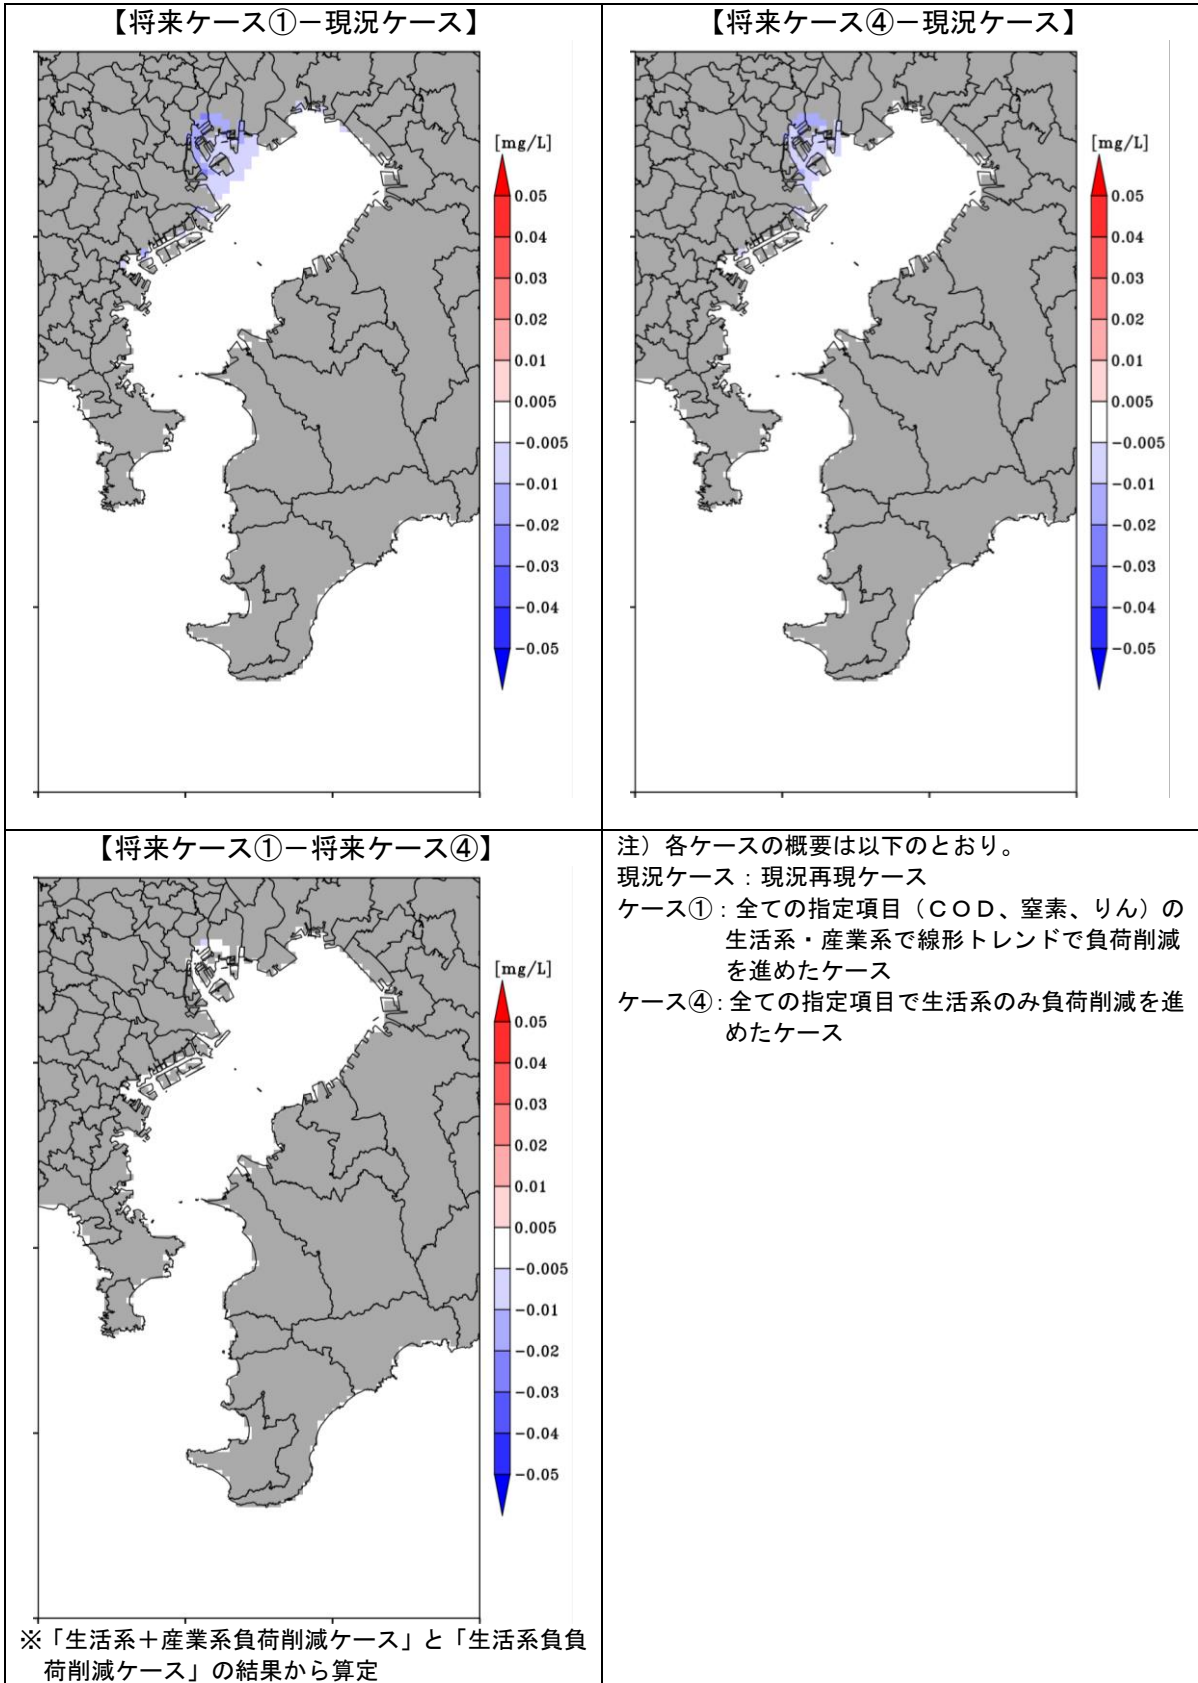 【将来ケース①－現況ケース】
[mg/L]
0.05
0.04
0.03
0.02
0.01
0.005
−0.005
−0.01
−0.02
−0.03
−0.04
−0.05
【将来ケース④－現況ケース】
[mg/L]
0.05
0.04
0.03
0.02
0.01
0.005
−0.005
−0.01
−0.02
−0.03
−0.04
−0.05
【将来ケース①－将来ケース④】
[mg/L]
0.05
0.04
0.03
0.02
0.01
0.005
−0.005
−0.01
−0.02
−0.03
−0.04
−0.05
※「生活系＋産業系負荷削減ケース」と「生活系負負
荷削減ケース」の結果から算定
注）各ケースの概要は以下のとおり。
現況ケース：現況再現ケース
ケース①：全ての指定項目（ＣＯＤ、窒素、りん）の
生活系・産業系で線形トレンドで負荷削減
を進めたケース
ケース④：全ての指定項目で生活系のみ負荷削減を進
めたケース